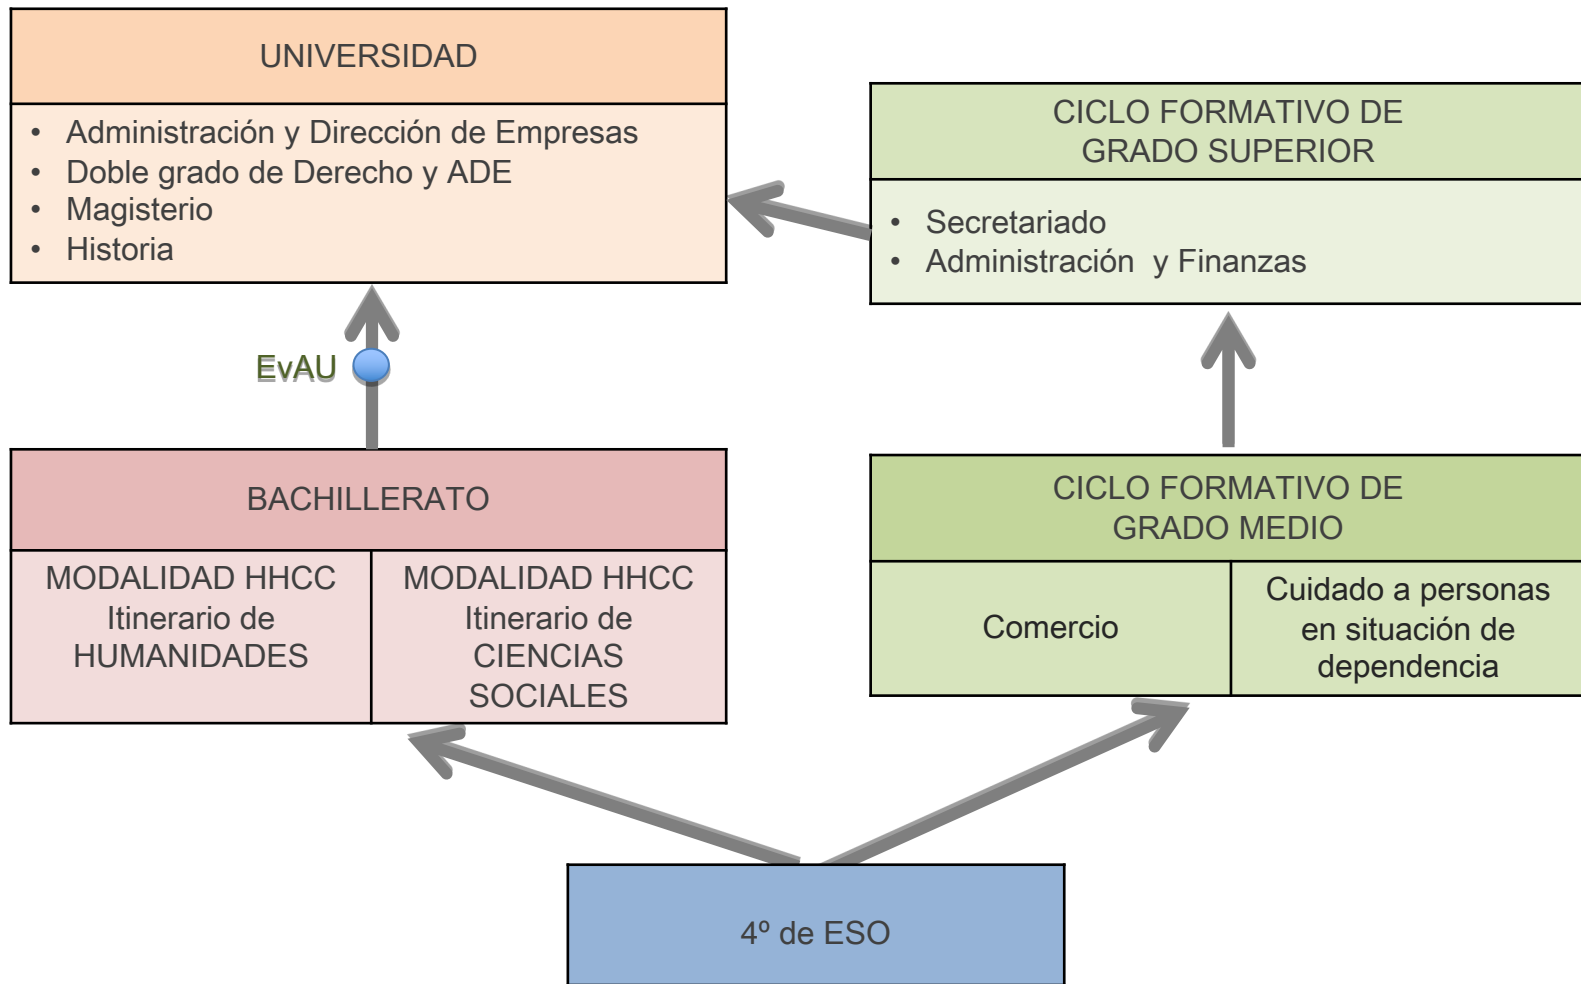 UNIVERSIDAD
• Administración y Dirección de Empresas
• Doble grado de Derecho y ADE
• Magisterio
• Historia
CICLO FORMATIVO DE
GRADO SUPERIOR
• Secretariado
• Administración y Finanzas
EvAU
BACHILLERATO
MODALIDAD HHCC
Itinerario de
HUMANIDADES
MODALIDAD HHCC
Itinerario de
CIENCIAS
SOCIALES
CICLO FORMATIVO DE
GRADO MEDIO
Comercio
Cuidado a personas
en situación de
dependencia
4º de ESO